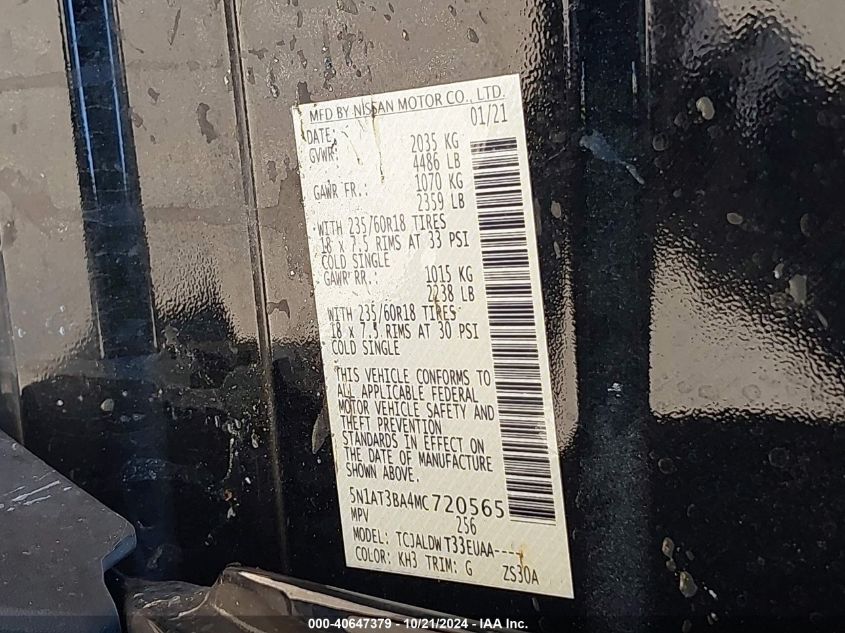 MFD BY NISSAN MOTOR CO., LTD.
DATE: 01/21
GVWR: 2035 KG
4486 LB
GAWR FR.: 1070 KG
2359 LB
WITH 235/60R18 TIRES
18 x 7.5 RIMS AT 33 PSI
COLD SINGLE
GAWR RR.: 1015 KG
2238 LB
WITH 235/60R18 TIRES
18 x 7.5 RIMS AT 30 PSI
COLD SINGLE
THIS VEHICLE CONFORMS TO
ALL APPLICABLE FEDERAL
MOTOR VEHICLE SAFETY AND
THEFT PREVENTION
STANDARDS IN EFFECT ON
THE DATE OF MANUFACTURE
SHOWN ABOVE.
5N1AT3BA4MC720565
MPV 256
MODEL: TCJALDWT33EUAA----
COLOR: KH3 TRIM: G ZS30A
000-40647379 - 10/21/2024 - IAA Inc.